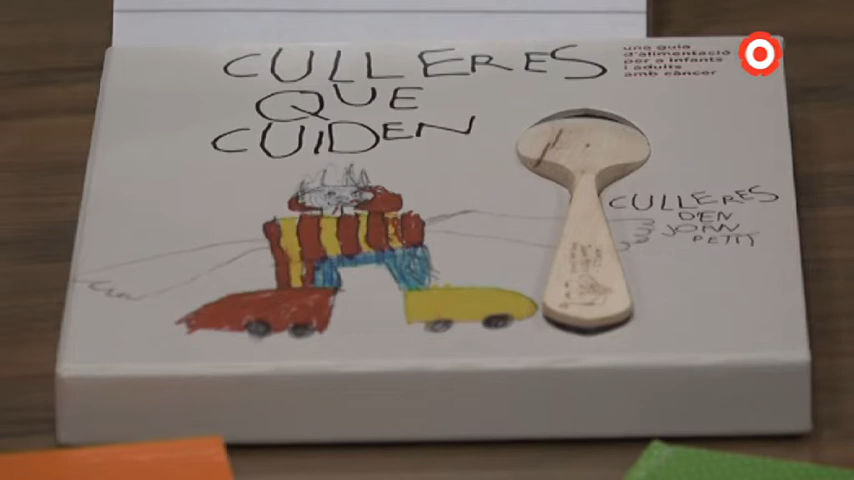 CULLERES
QUE
CUIDEN
una guia
d'alimentació
per a infants
i adults
amb càncer
CULLERES
D'EN
JOAN
PETIT